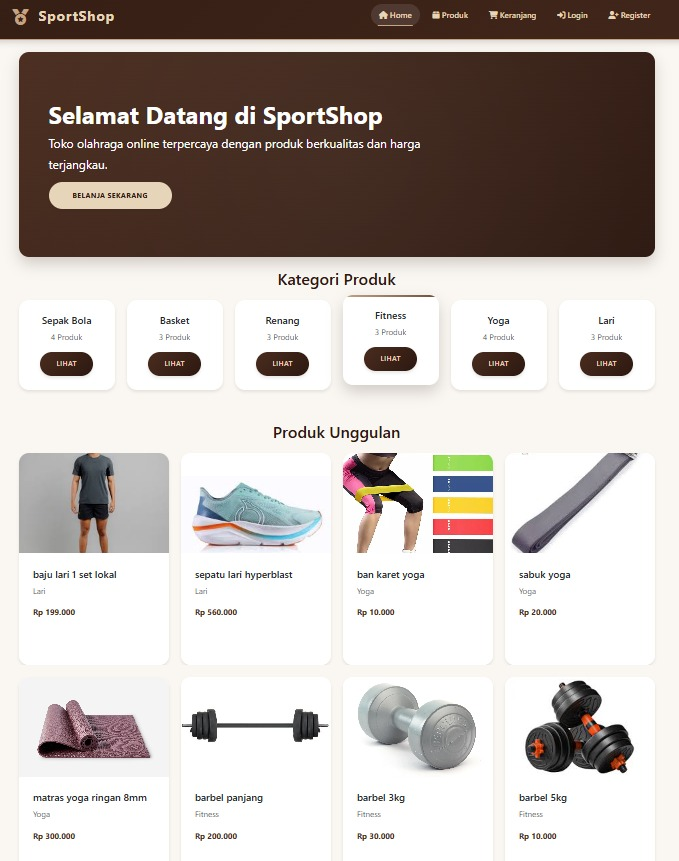 SportShop
Home
Produk
Keranjang
Login
Register
Selamat Datang di SportShop
Toko olahraga online terpercaya dengan produk berkualitas dan harga
terjangkau.
BELANJA SEKARANG
Kategori Produk
Sepak Bola
4 Produk
LIHAT
Basket
3 Produk
LIHAT
Renang
3 Produk
LIHAT
Fitness
3 Produk
LIHAT
Yoga
4 Produk
LIHAT
Lari
3 Produk
LIHAT
Produk Unggulan
baju lari 1 set lokal
Lari
Rp 199.000
sepatu lari hyperblast
Lari
Rp 560.000
ban karet yoga
Yoga
Rp 10.000
sabuk yoga
Yoga
Rp 20.000
matras yoga ringan 8mm
Yoga
Rp 300.000
barbel panjang
Fitness
Rp 200.000
barbel 3kg
Fitness
Rp 30.000
barbel 5kg
Fitness
Rp 10.000